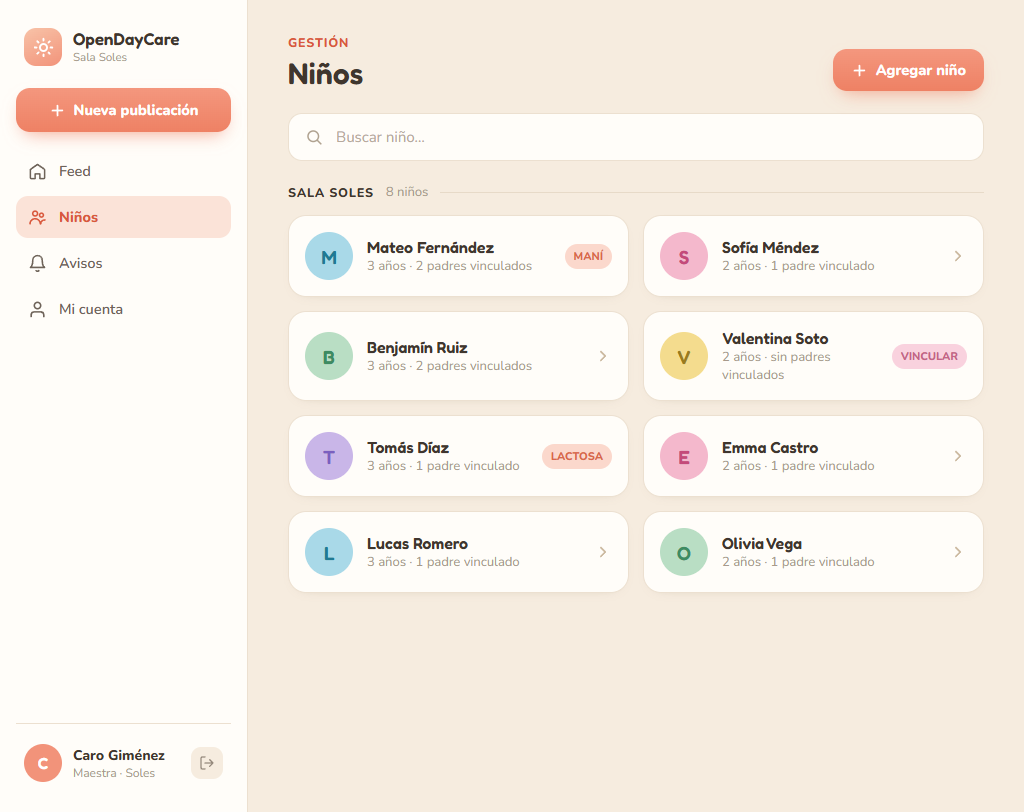 OpenDayCare
Sala Soles
Nueva publicación
Feed
Niños
Avisos
Mi cuenta
C
Caro Giménez
Maestra · Soles
GESTIÓN
Niños
Agregar niño
Buscar niño...
SALA SOLES 8 niños
M
Mateo Fernández
3 años · 2 padres vinculados
MANÍ
S
Sofía Méndez
2 años · 1 padre vinculado
B
Benjamín Ruiz
3 años · 2 padres vinculados
V
Valentina Soto
2 años · sin padres
vinculados
VINCULAR
T
Tomás Díaz
3 años · 1 padre vinculado
LACTOSA
E
Emma Castro
2 años · 1 padre vinculado
L
Lucas Romero
3 años · 1 padre vinculado
O
Olivia Vega
2 años · 1 padre vinculado